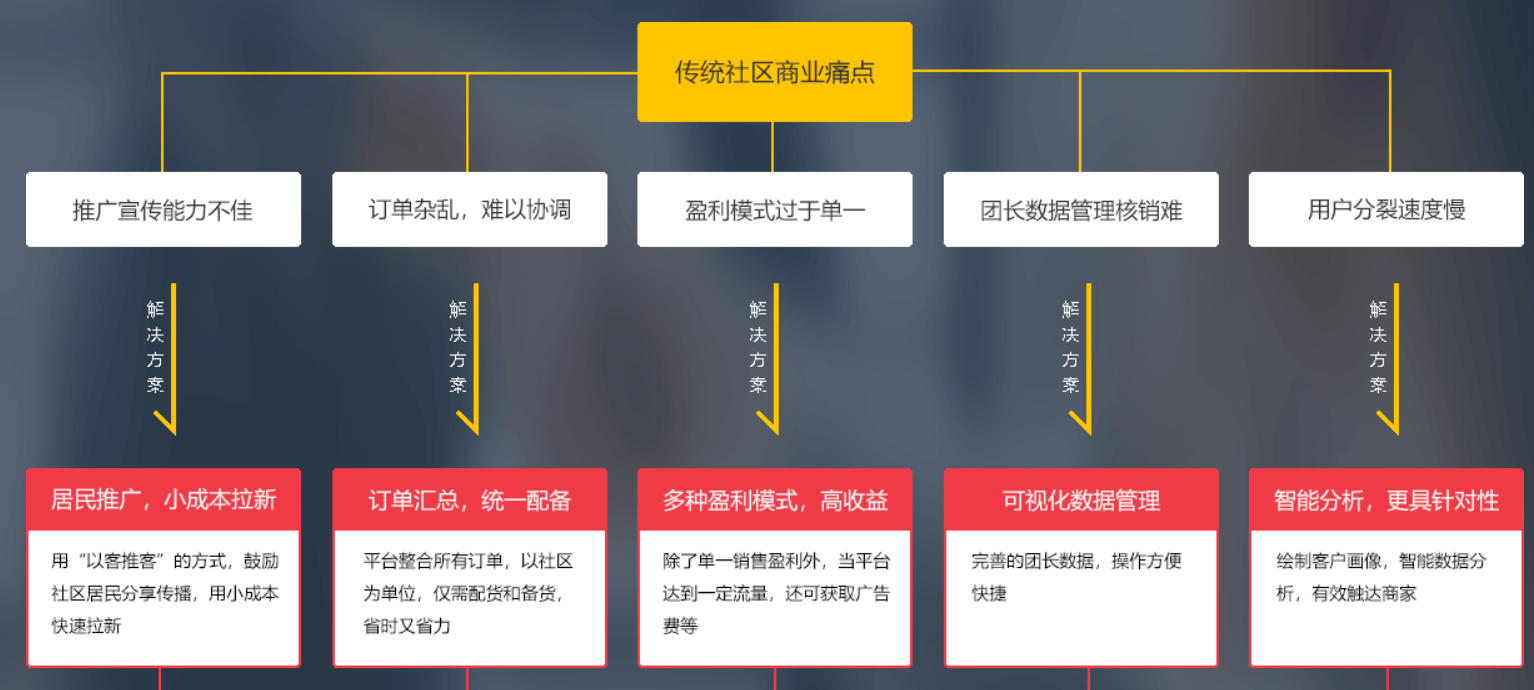 传统社区商业痛点
推广宣传能力不佳
订单杂乱，难以协调
盈利模式过于单一
团长数据管理核销难
用户分裂速度慢
解决方案
解决方案
解决方案
解决方案
解决方案
居民推广，小成本拉新
用“以客推客”的方式，鼓励
社区居民分享传播，用小成本
快速拉新
订单汇总，统一配备
平台整合所有订单，以社区
为单位，仅需配货和备货，
省时又省力
多种盈利模式，高收益
除了单一销售盈利外，当平台
达到一定流量，还可获取广告
费等
可视化数据管理
完善的团长数据，操作方便
快捷
智能分析，更具针对性
绘制客户画像，智能数据分
析，有效触达商家